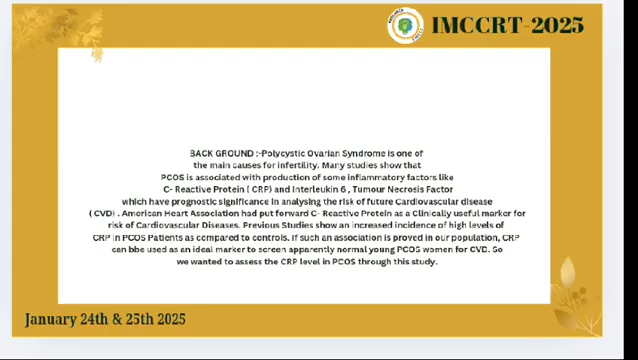 IMCCRT-2025
BACK GROUND :-Polycystic Ovarian Syndrome is one of
the main causes for infertility. Many studies show that
PCOS is associated with production of some inflammatory factors like
C- Reactive Protein ( CRP) and Interleukin 6 , Tumour Necrosis Factor
which have prognostic significance in analysing the risk of future Cardiovascular disease
( CVD) . American Heart Association had put forward C- Reactive Protein as a Clinically useful marker for
risk of Cardiovascular Diseases. Previous Studies show an increased incidence of high levels of
CRP in PCOS Patients as compared to controls. If such an association is proved in our population, CRP
can bbe used as an ideal marker to screen apparently normal young PCOS women for CVD. So
we wanted to assess the CRP level in PCOS through this study.
January 24th & 25th 2025